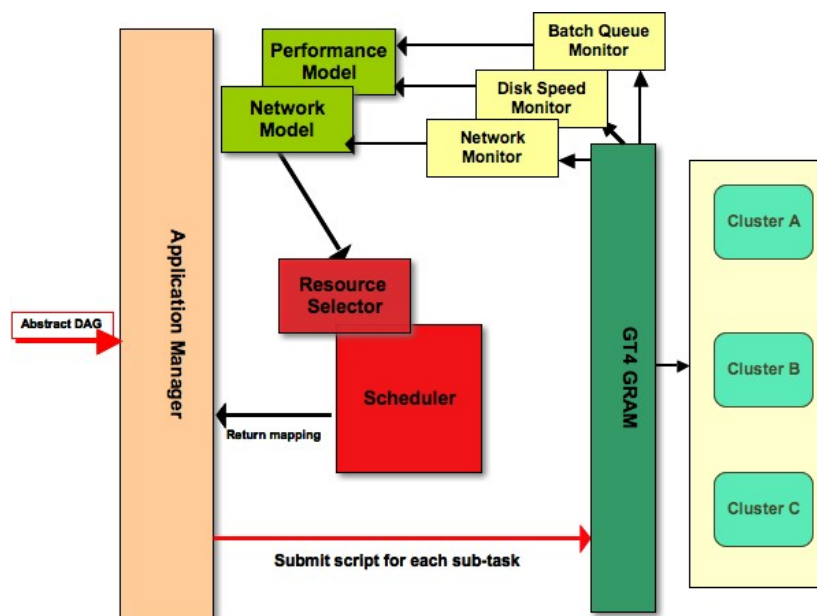 Batch Queue
Monitor
Performance
Model
Disk Speed
Monitor
Network
Model
Network
Monitor
Cluster A
Application Manager
Resource
Selector
Abstract DAG
GT4 GRAM
Cluster B
Scheduler
Return mapping
Cluster C
Submit script for each sub-task